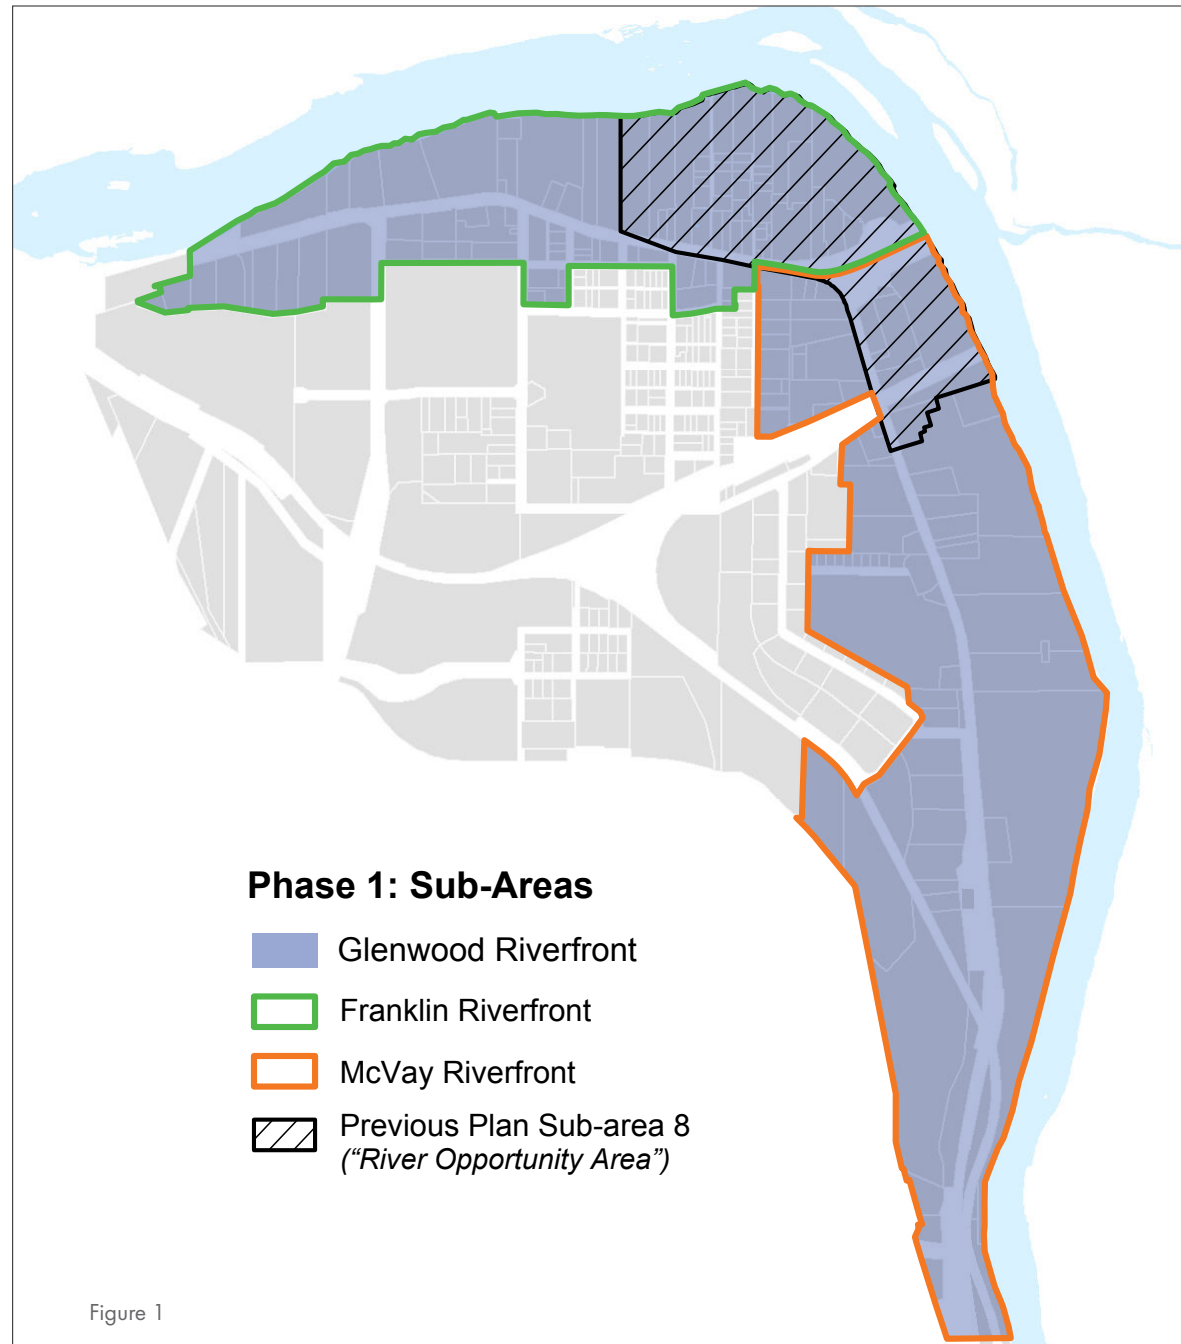 Phase 1: Sub-Areas
Glenwood Riverfront
Franklin Riverfront
McVay Riverfront
Previous Plan Sub-area 8
(“River Opportunity Area”)
Figure 1